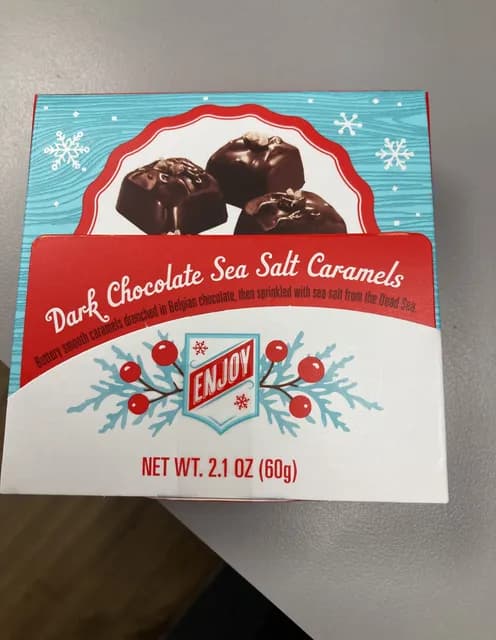 Dark Chocolate Sea Salt Caramels
Buttery smooth caramels drenched in Belgian chocolate, then sprinkled with sea salt from the Dead Sea.
ENJOY
NET WT. 2.1 OZ (60g)